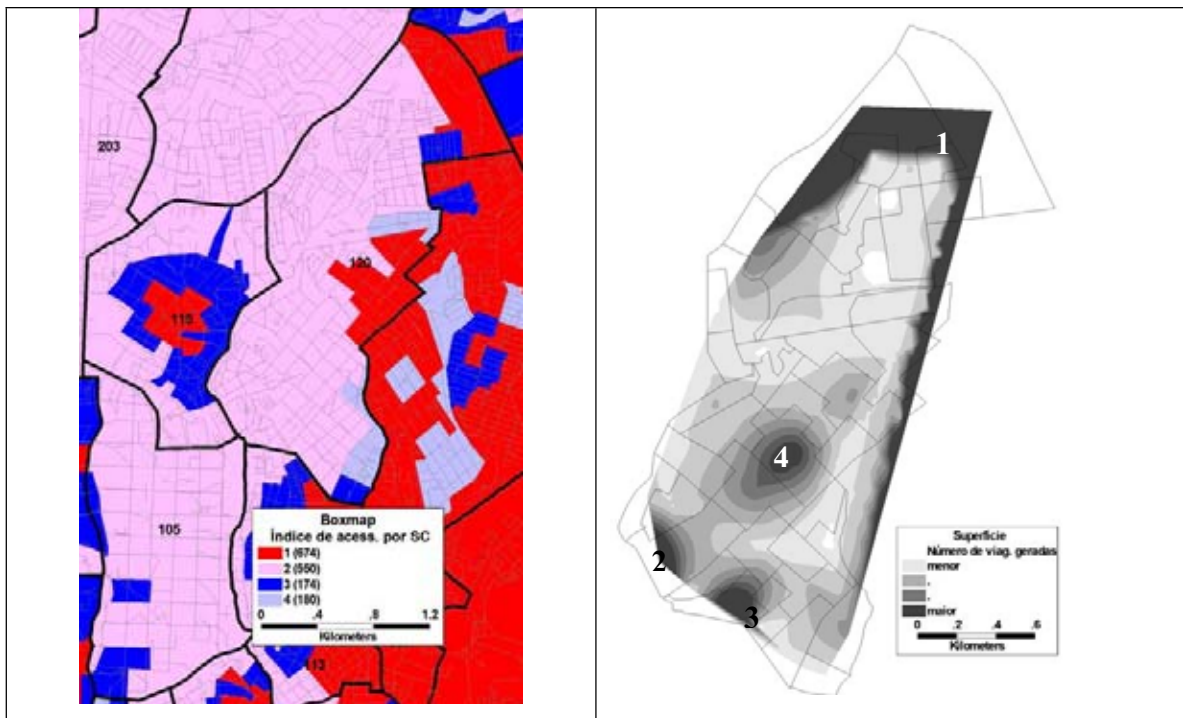 203
100
110
105
113
Boxmap
Índice de acess. por SC
1 (674)
2 (550)
3 (174)
4 (180)
0 .4 .8 1.2
Kilometers
1
4
2
3
Superficie
Número de viag. geradas
menor
.
.
maior
0 .2 .4 .6
Kilometers